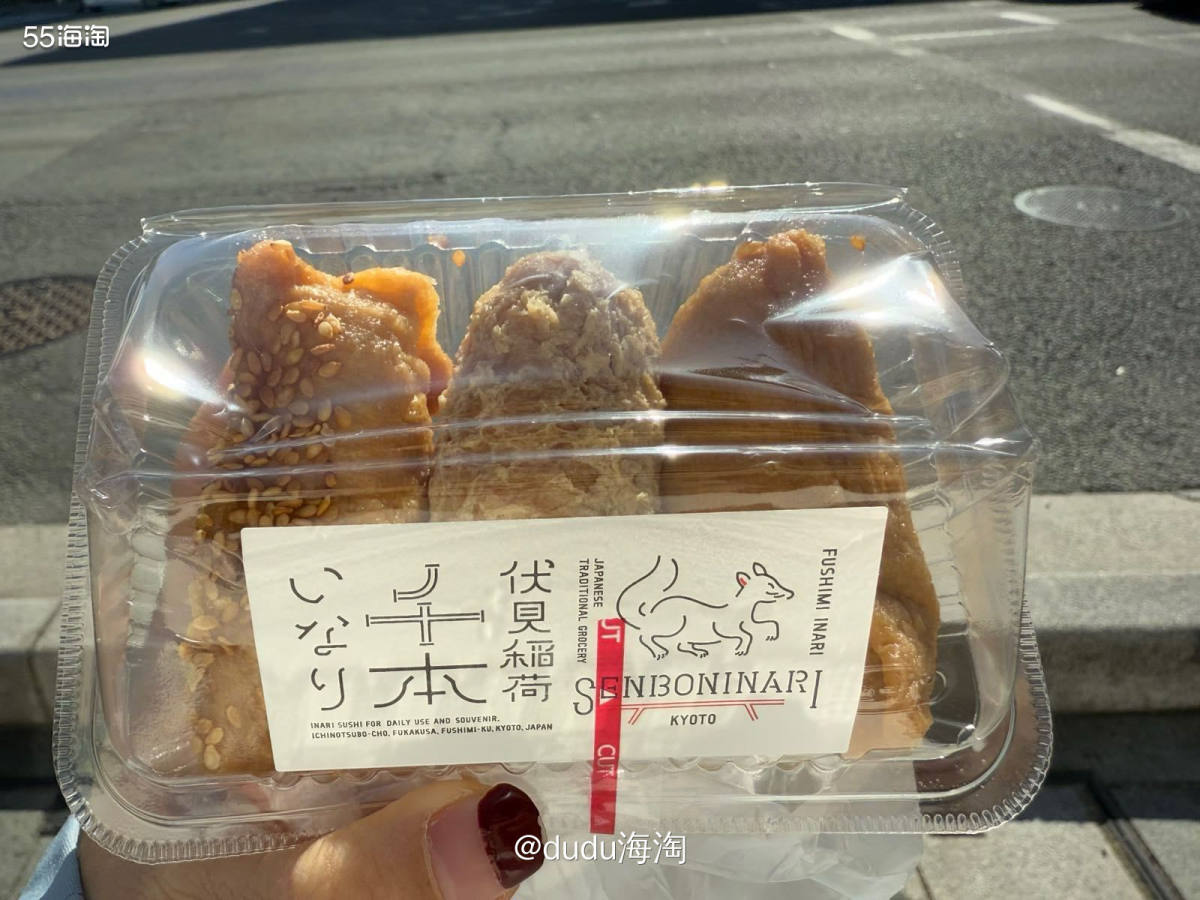 55海淘
伏見稲荷
千本
いなり
INARI SUSHI FOR DAILY USE AND SOUVENIR.
ICHINOTSUBO-CHO, FUKAKUSA, FUSHIMI-KU, KYOTO, JAPAN
JAPANESE
TRADITIONAL GROCERY
FUSHIMI INARI
SENBONINARI
KYOTO
CUT
@dudu海淘